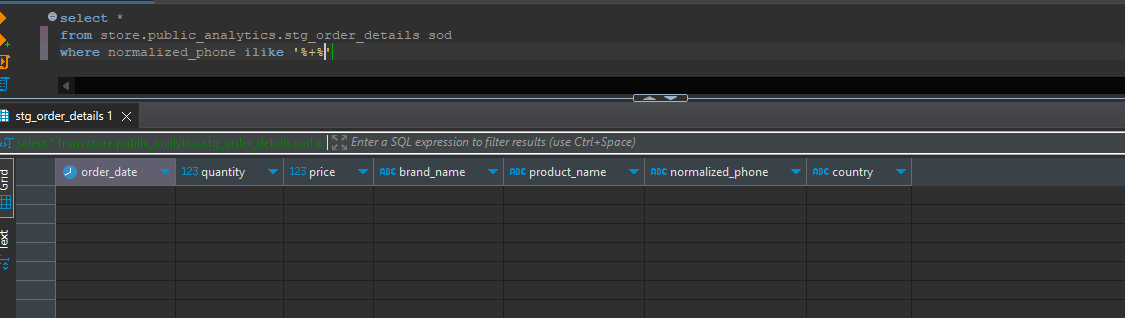 select *
from store.public_analytics.stg_order_details sod
where normalized_phone ilike '%+%'
stg_order_details 1
select * from store.public_analytics.stg_order_details sod w
Enter a SQL expression to filter results (use Ctrl+Space)
Grid
order_date 123 quantity 123 price ABC brand_name ABC product_name ABC normalized_phone ABC country
Text